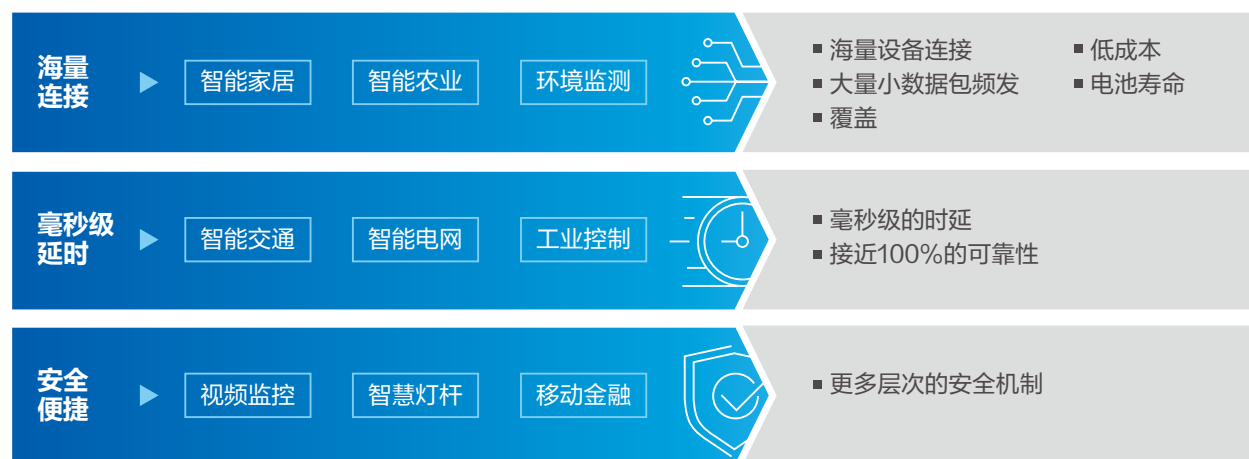 海量
连接
智能家居
智能农业
环境监测
海量设备连接
大量小数据包频发
覆盖
低成本
电池寿命
毫秒级
延时
智能交通
智能电网
工业控制
毫秒级的时延
接近100%的可靠性
安全
便捷
视频监控
智慧灯杆
移动金融
更多层次的安全机制